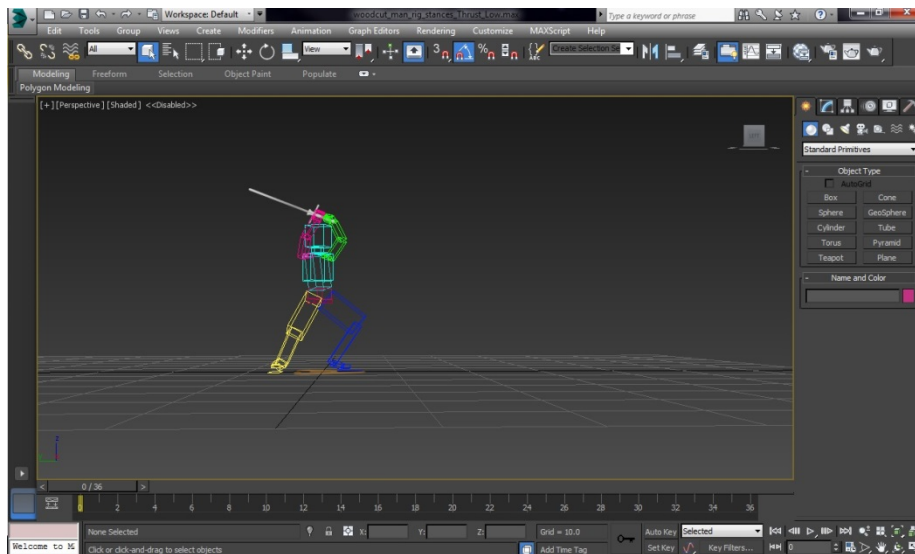 Workspace: Default
woodcut_man_rig_stances_Thrust_Low.max
Type a keyword or phrase
Edit Tools Group Views Create Modifiers Animation Graph Editors Rendering Customize MAXScript Help
All
View
Create Selection Se
Modeling Freeform Selection Object Paint Populate
Polygon Modeling
[+] [Perspective] [Shaded] <<Disabled>>
Standard Primitives
Object Type
AutoGrid
Box Cone
Sphere GeoSphere
Cylinder Tube
Torus Pyramid
Teapot Plane
Name and Color
z
< 0 / 36 >
0 2 4 6 8 10 12 14 16 18 20 22 24 26 28 30 32 34 36
None Selected X: Y: Z: Grid = 10.0 Auto Key Selected
Welcome to M Click or click-and-drag to select objects Add Time Tag Set Key Key Filters... 0